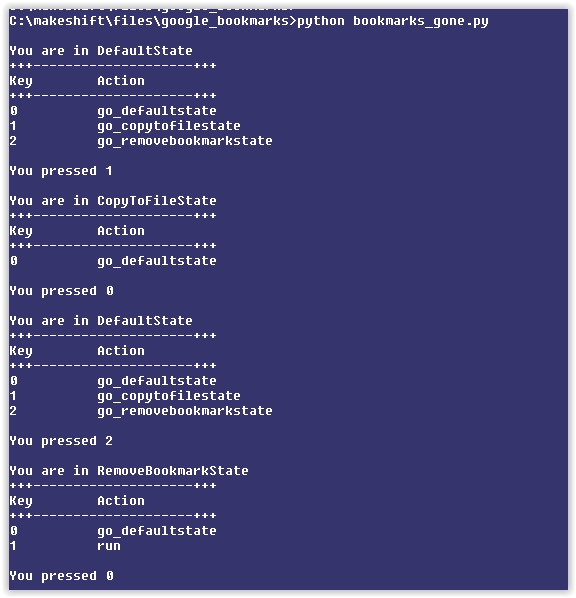 C:\makeshift\files\google_bookmarks>python bookmarks_gone.py
You are in DefaultState
+++--------------------+++
Key Action
+++--------------------+++
0 go_defaultstate
1 go_copytofilestate
2 go_removebookmarkstate
You pressed 1
You are in CopyToFileState
+++--------------------+++
Key Action
+++--------------------+++
0 go_defaultstate
You pressed 0
You are in DefaultState
+++--------------------+++
Key Action
+++--------------------+++
0 go_defaultstate
1 go_copytofilestate
2 go_removebookmarkstate
You pressed 2
You are in RemoveBookmarkState
+++--------------------+++
Key Action
+++--------------------+++
0 go_defaultstate
1 run
You pressed 0